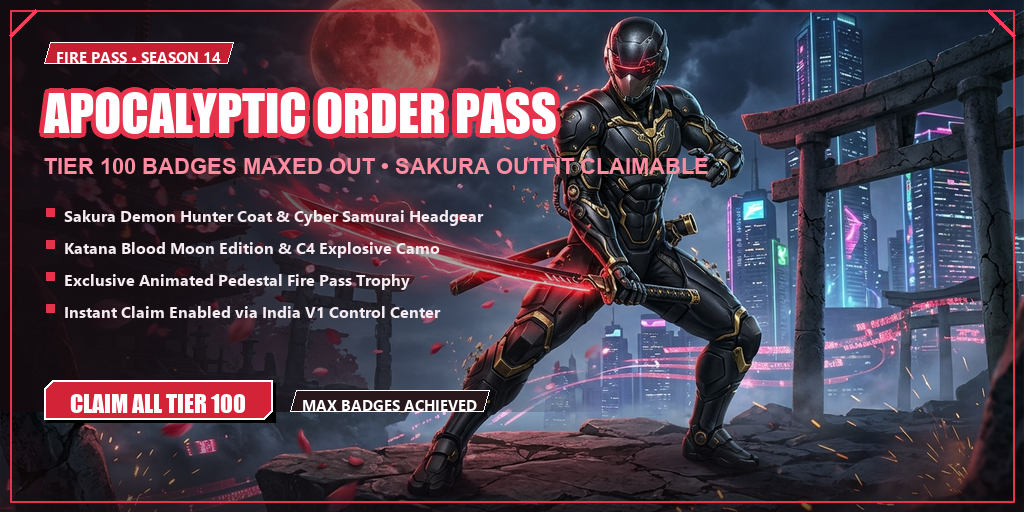 FIRE PASS • SEASON 14
APOCALYPTIC ORDER PASS
TIER 100 BADGES MAXED OUT • SAKURA OUTFIT CLAIMABLE
Sakura Demon Hunter Coat & Cyber Samurai Headgear
Katana Blood Moon Edition & C4 Explosive Camo
Exclusive Animated Pedestal Fire Pass Trophy
Instant Claim Enabled via India V1 Control Center
CLAIM ALL TIER 100
MAX BADGES ACHIEVED